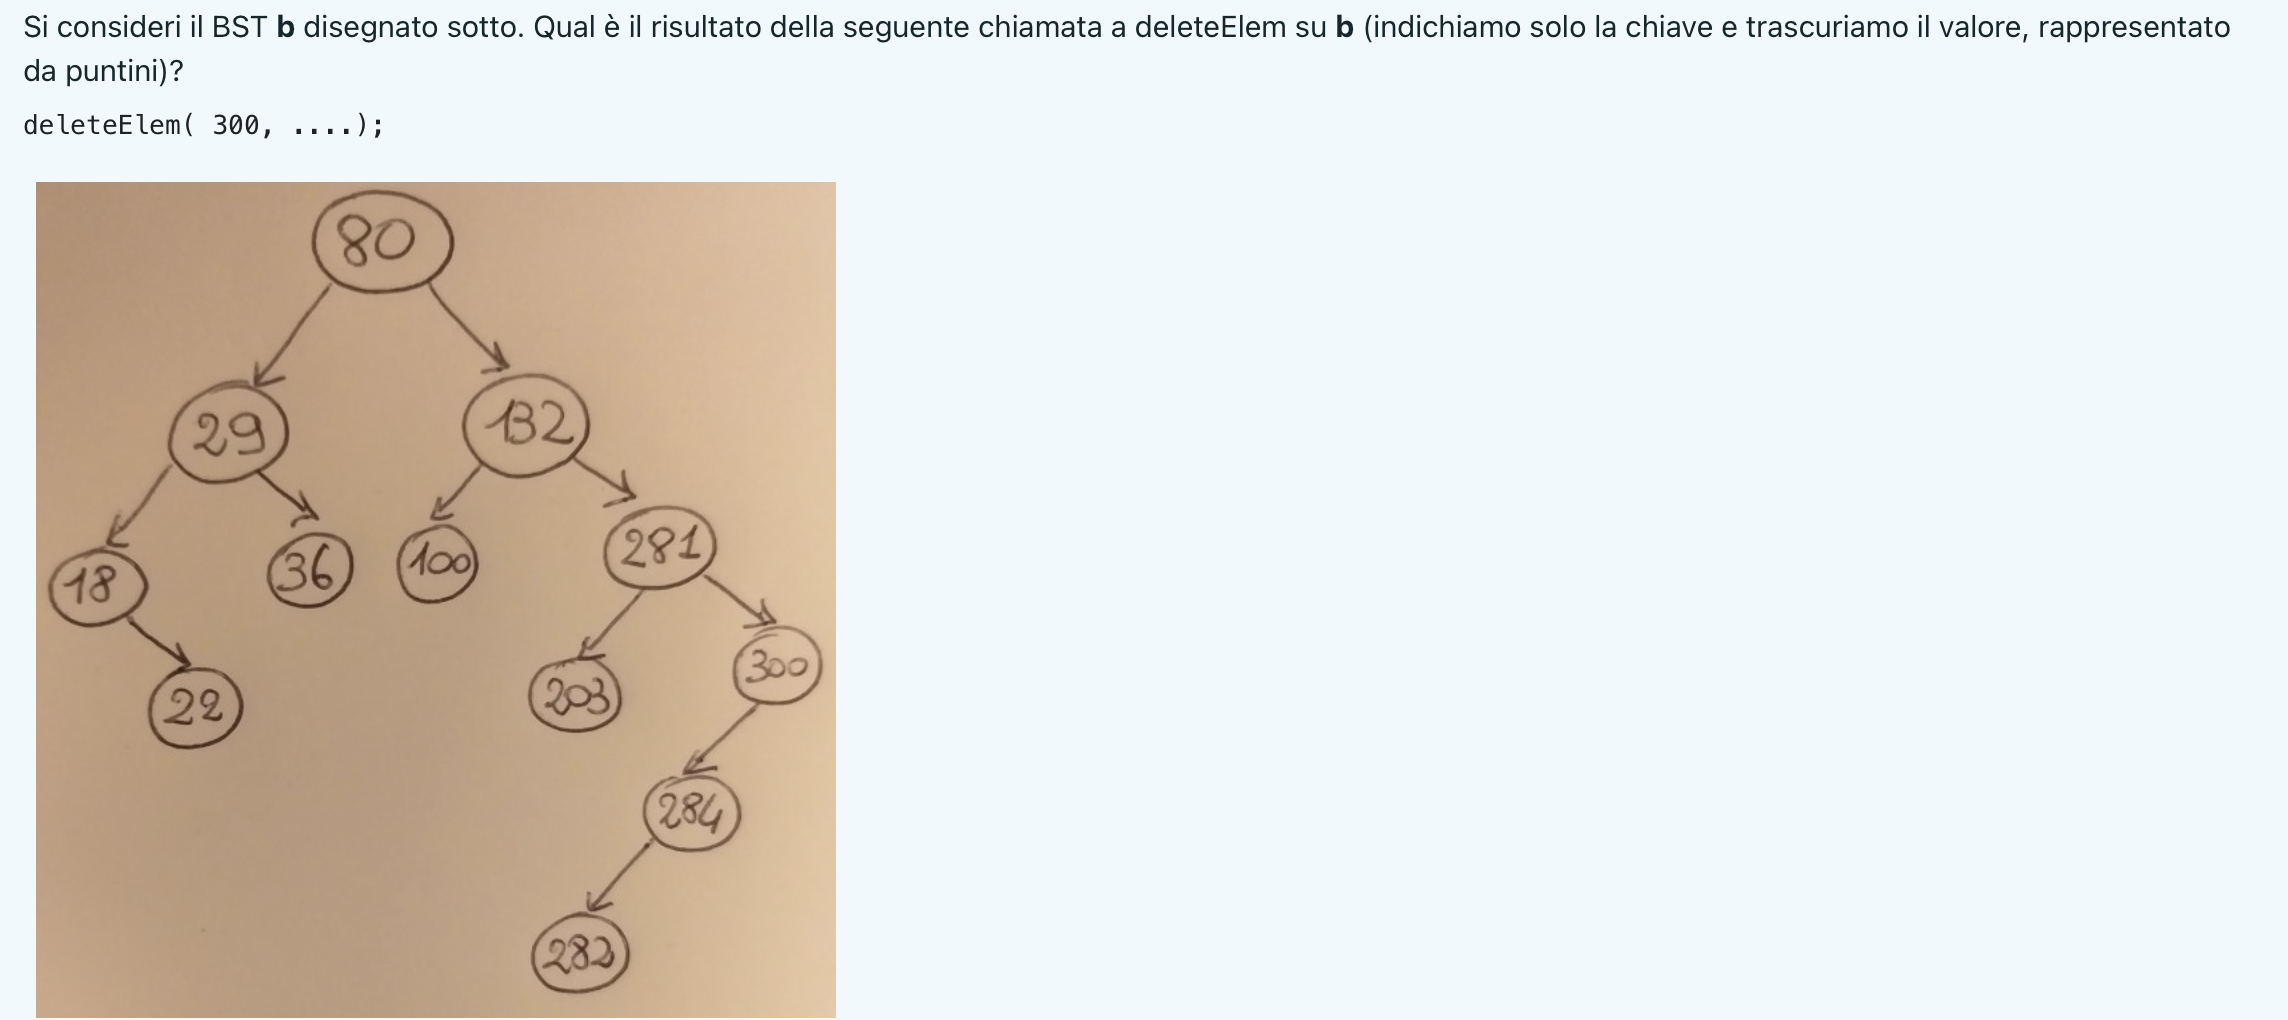 Si consideri il BST b disegnato sotto. Qual è il risultato della seguente chiamata a deleteElem su b (indichiamo solo la chiave e trascuriamo il valore, rappresentato
da puntini)?
deleteElem( 300, ....);
80
29 132
18 36 100 281
22 203 300
284
282